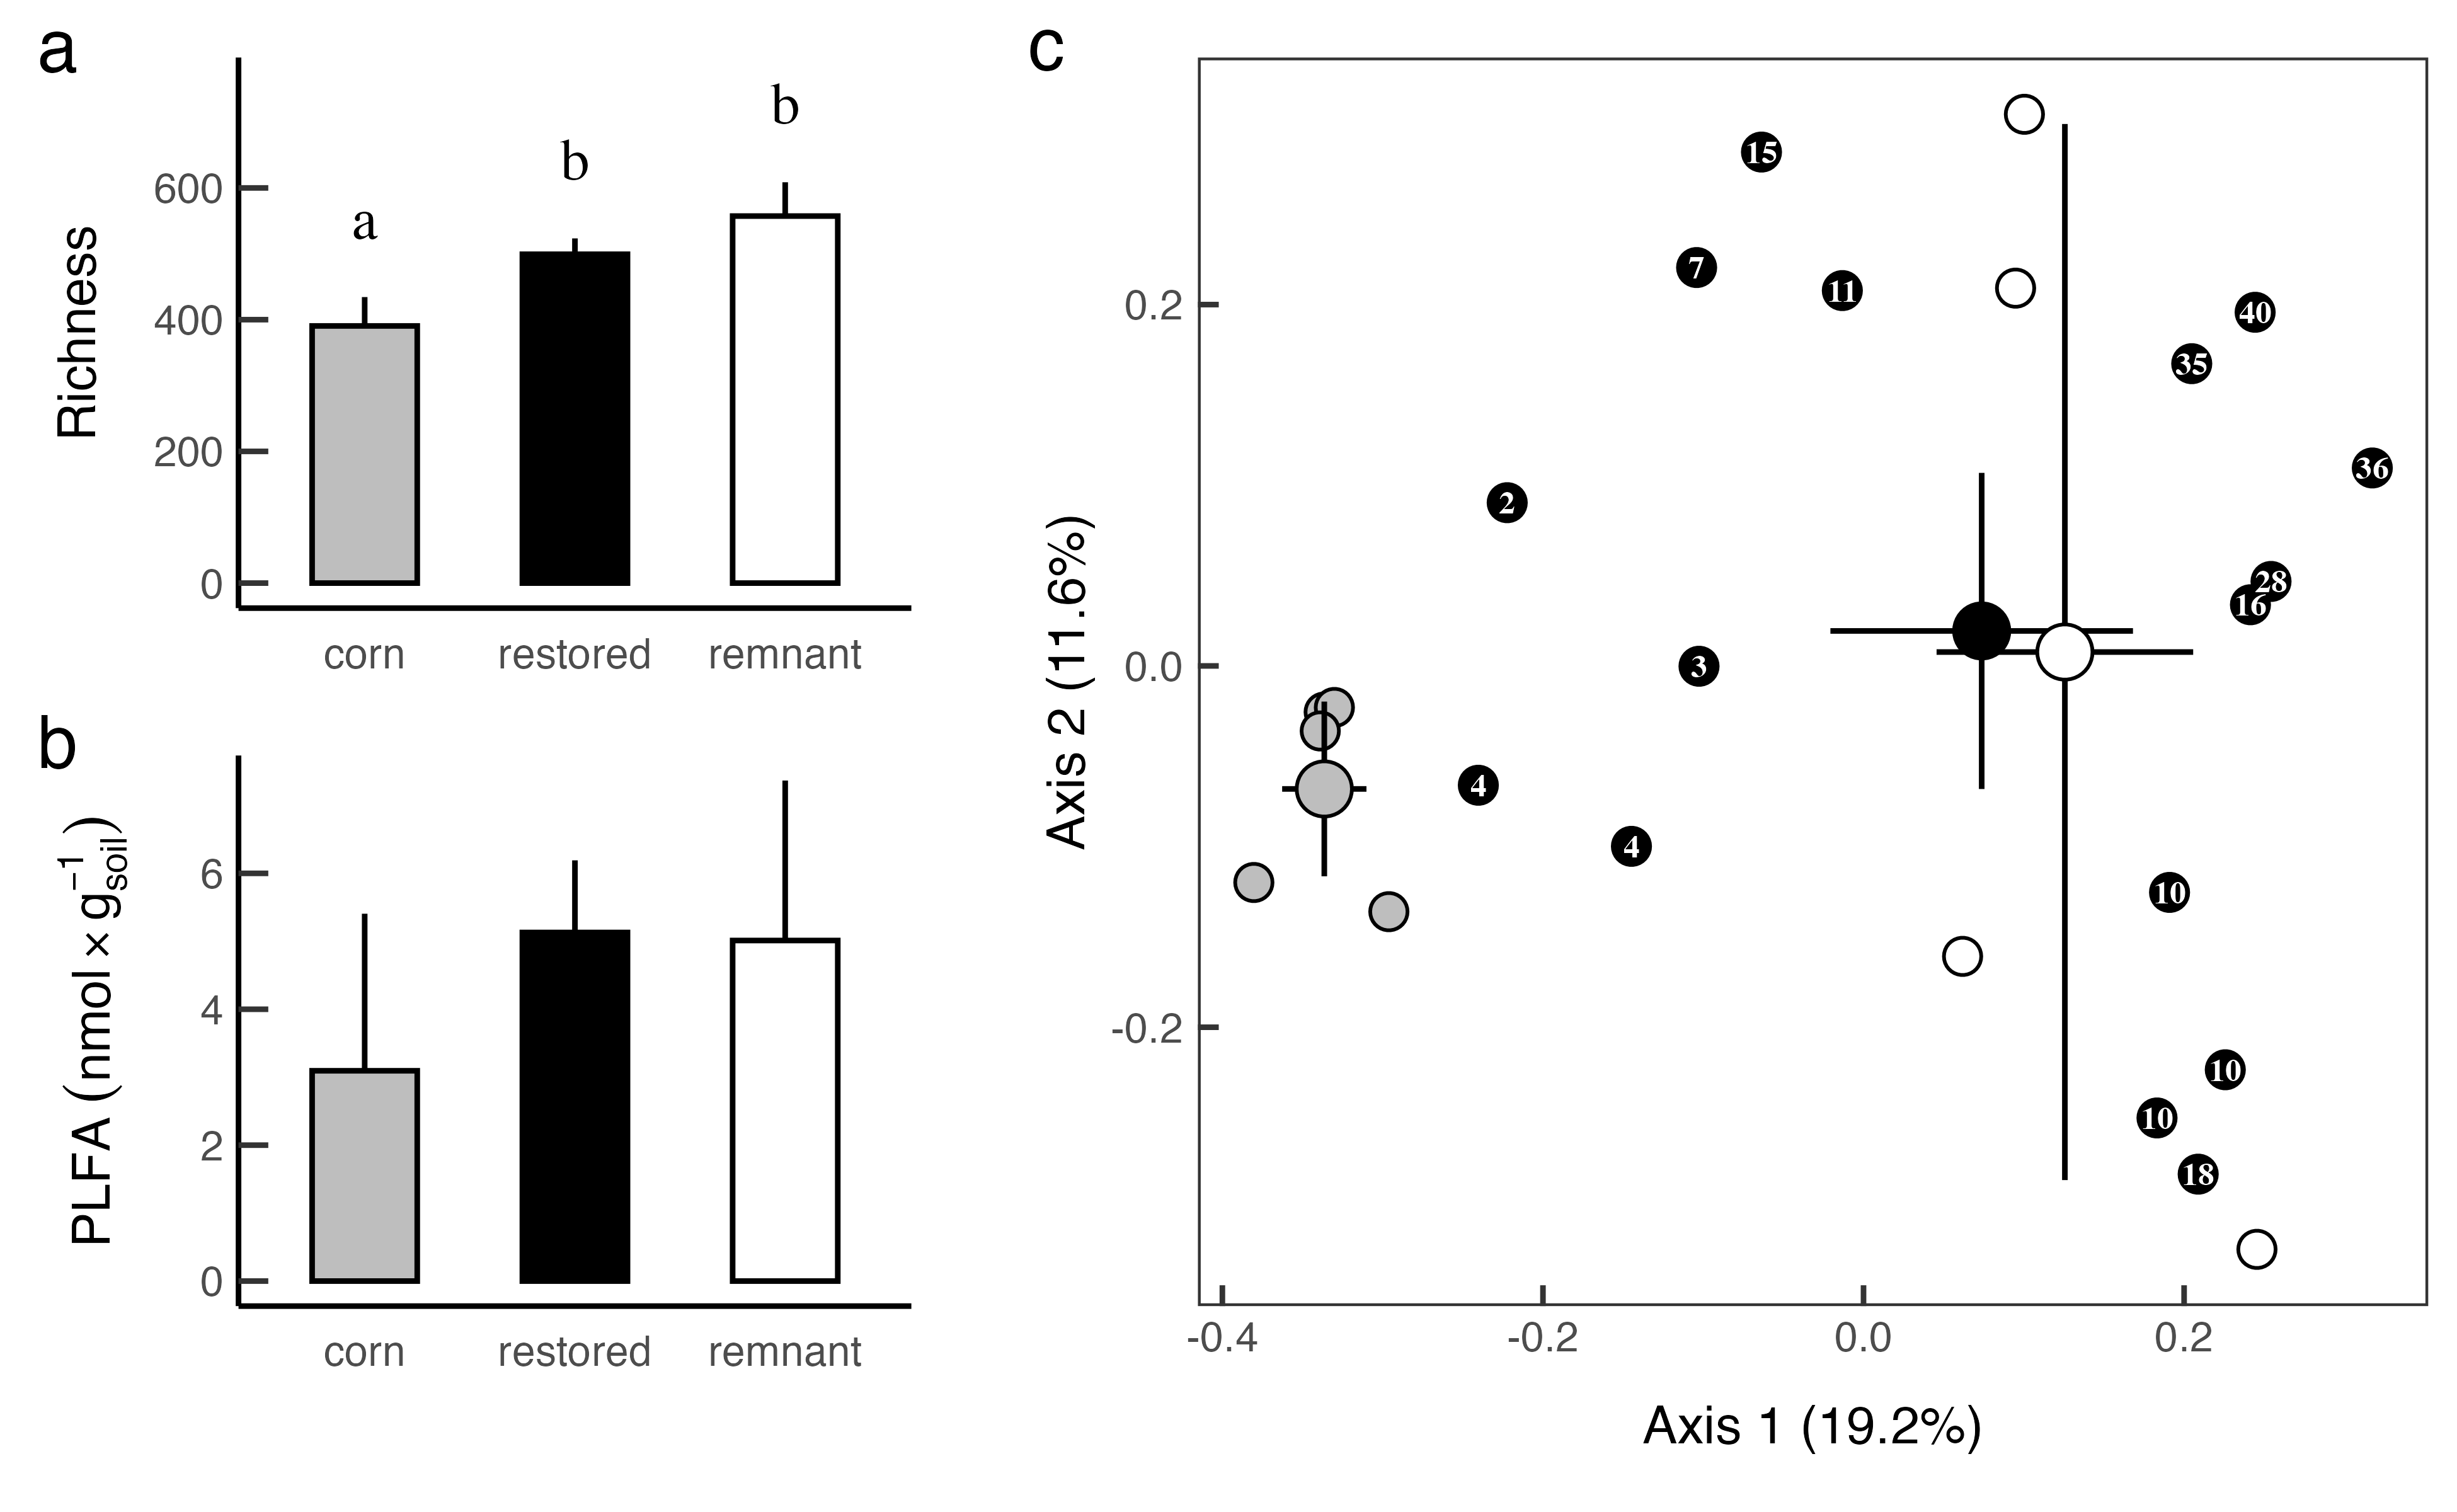 a
Richness
600
400
200
0
a
b
b
corn
restored
remnant
b
PLFA (nmol × g⁻¹soil)
6
4
2
0
corn
restored
remnant
c
Axis 2 (11.6%)
0.2
0.0
-0.2
15
7
11
40
35
36
2
28
16
3
4
4
10
10
10
18
-0.4
-0.2
0.0
0.2
Axis 1 (19.2%)